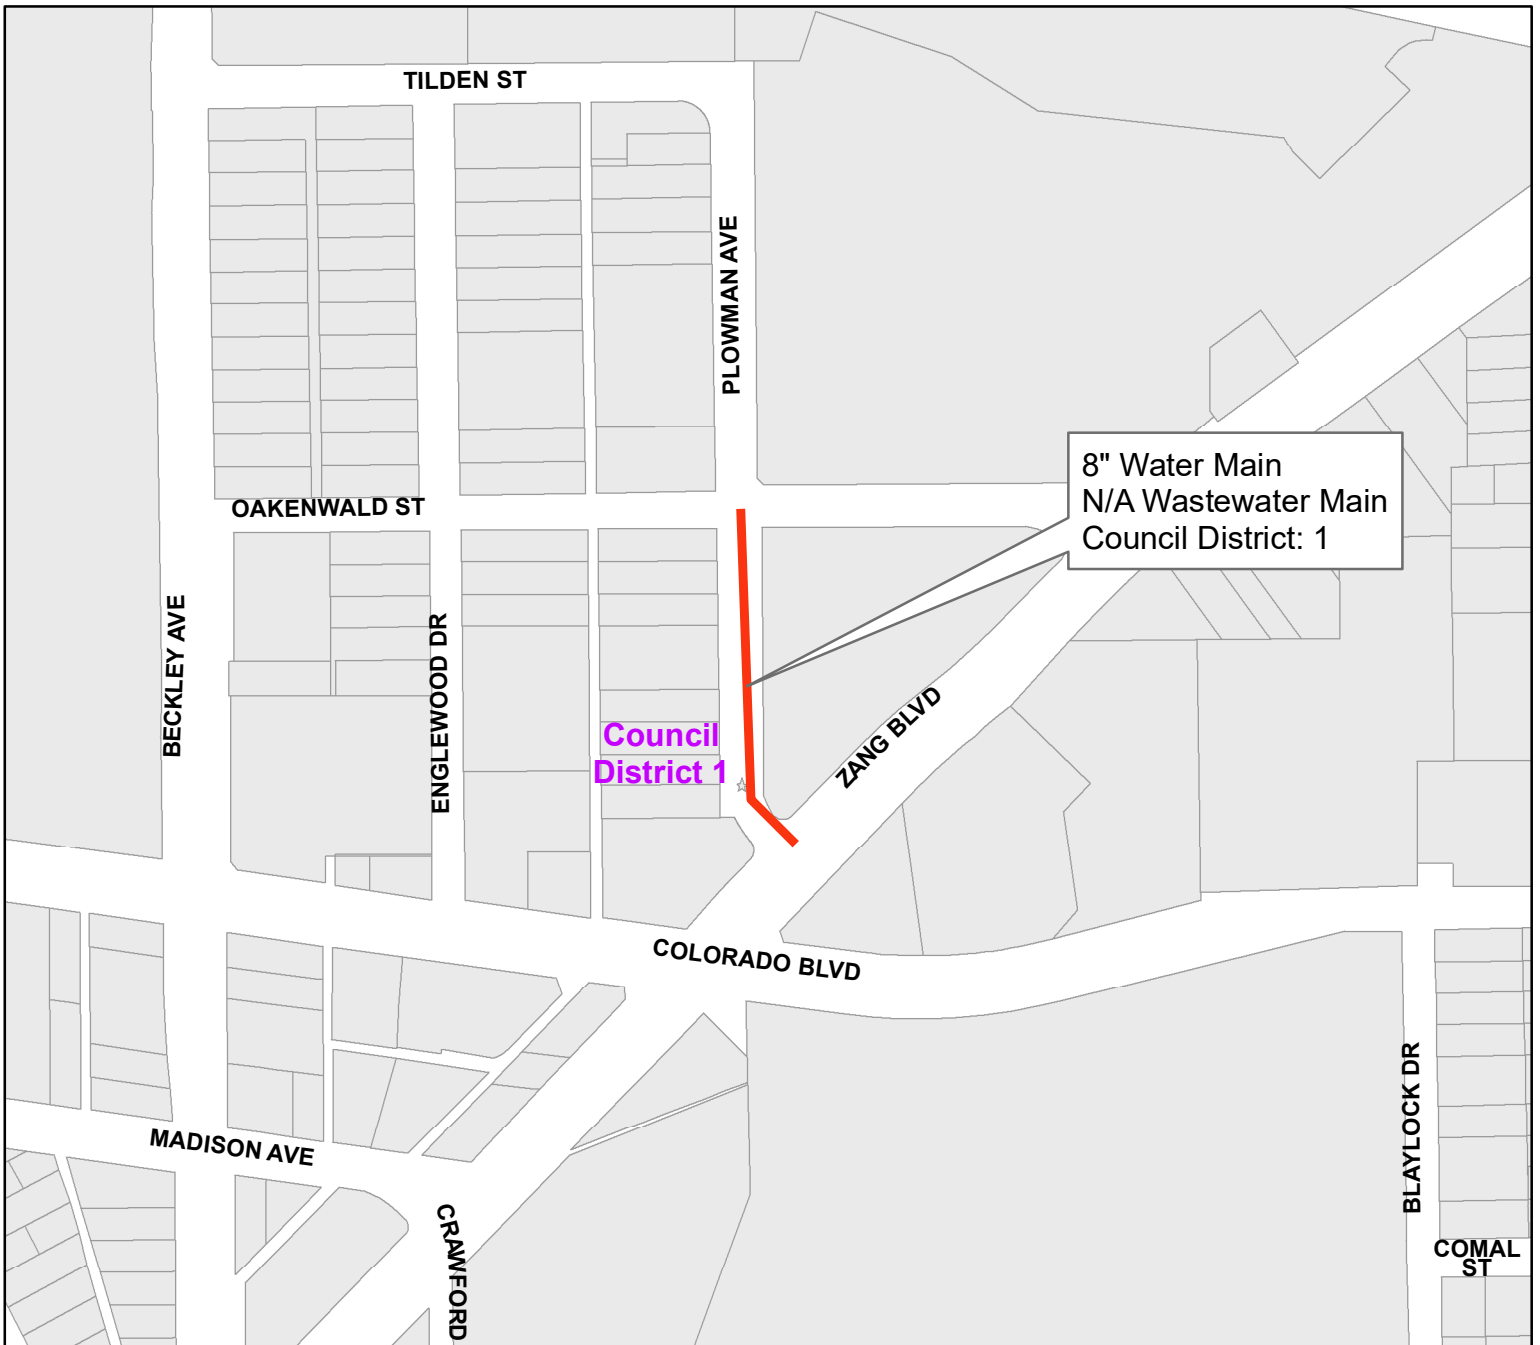 TILDEN ST
PLOWMAN AVE
8" Water Main
N/A Wastewater Main
Council District: 1
OAKENWALD ST
BECKLEY AVE
ENGLEWOOD DR
Council
District 1
ZANG BLVD
COLORADO BLVD
MADISON AVE
CRAWFORD
BLAYLOCK DR
COMAL
ST